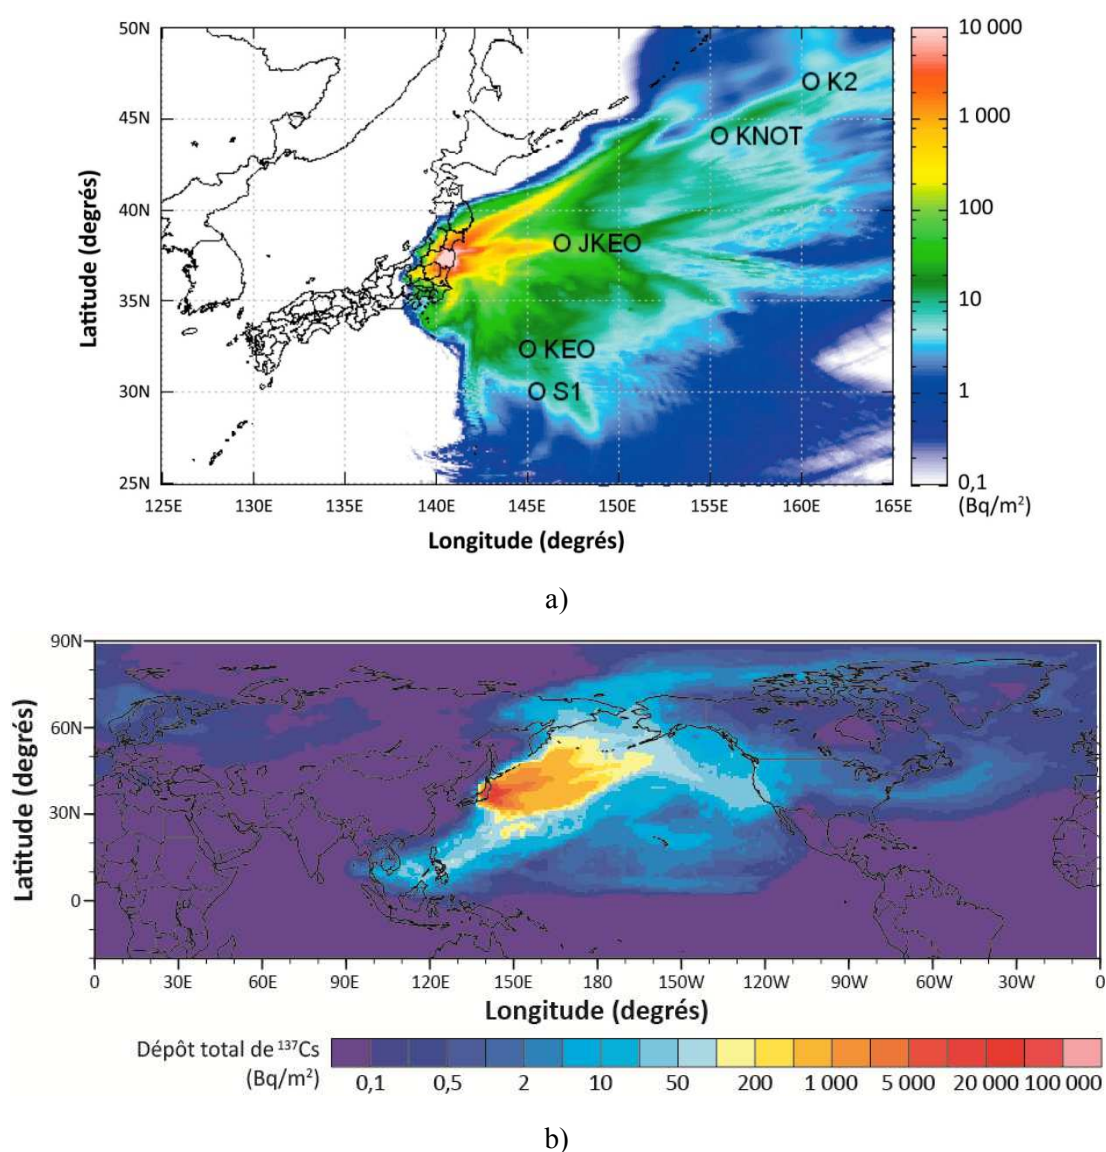 50N
45N
40N
35N
30N
25N
Latitude (degrés)
125E 130E 135E 140E 145E 150E 155E 160E 165E
Longitude (degrés)
O K2
O KNOT
O JKEO
O KEO
O S1
10 000
1 000
100
10
1
0,1
(Bq/m²)
a)
90N
60N
30N
0
Latitude (degrés)
0 30E 60E 90E 120E 150E 180 150W 120W 90W 60W 30W 0
Longitude (degrés)
Dépôt total de ¹³⁷Cs
(Bq/m²)
0,1 0,5 2 10 50 200 1 000 5 000 20 000 100 000
b)